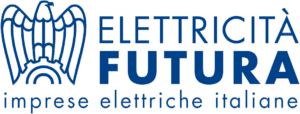 ELETTRICITÀ
FUTURA
imprese elettriche italiane